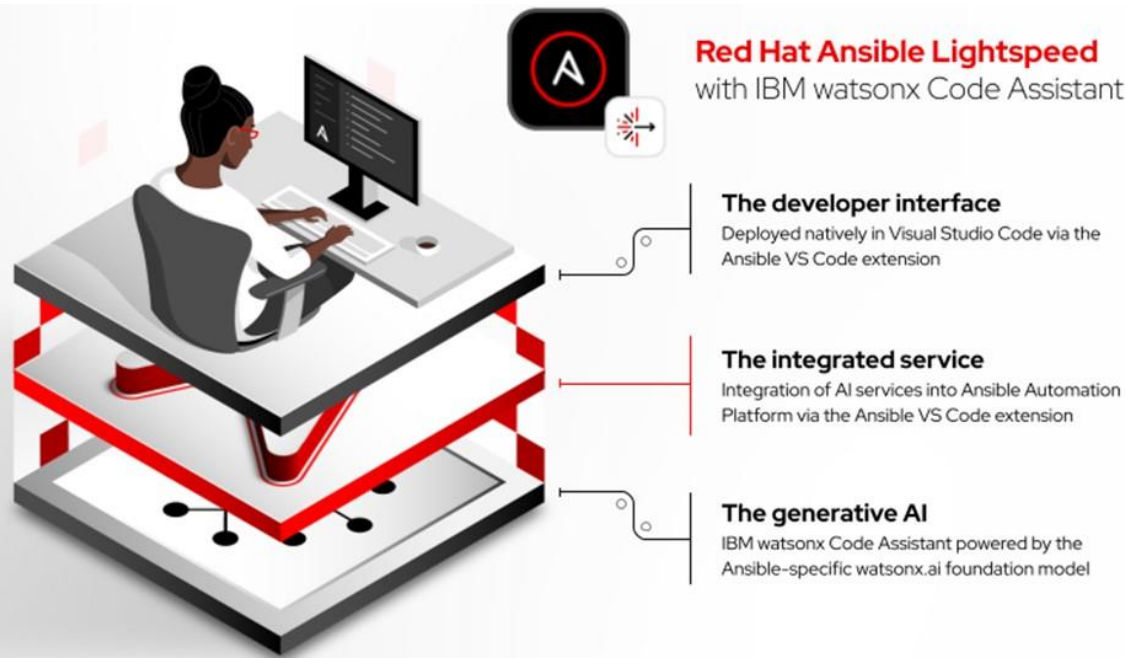 Red Hat Ansible Lightspeed
with IBM watsonx Code Assistant
The developer interface
Deployed natively in Visual Studio Code via the
Ansible VS Code extension
The integrated service
Integration of AI services into Ansible Automation
Platform via the Ansible VS Code extension
The generative AI
IBM watsonx Code Assistant powered by the
Ansible-specific watsonx.ai foundation model